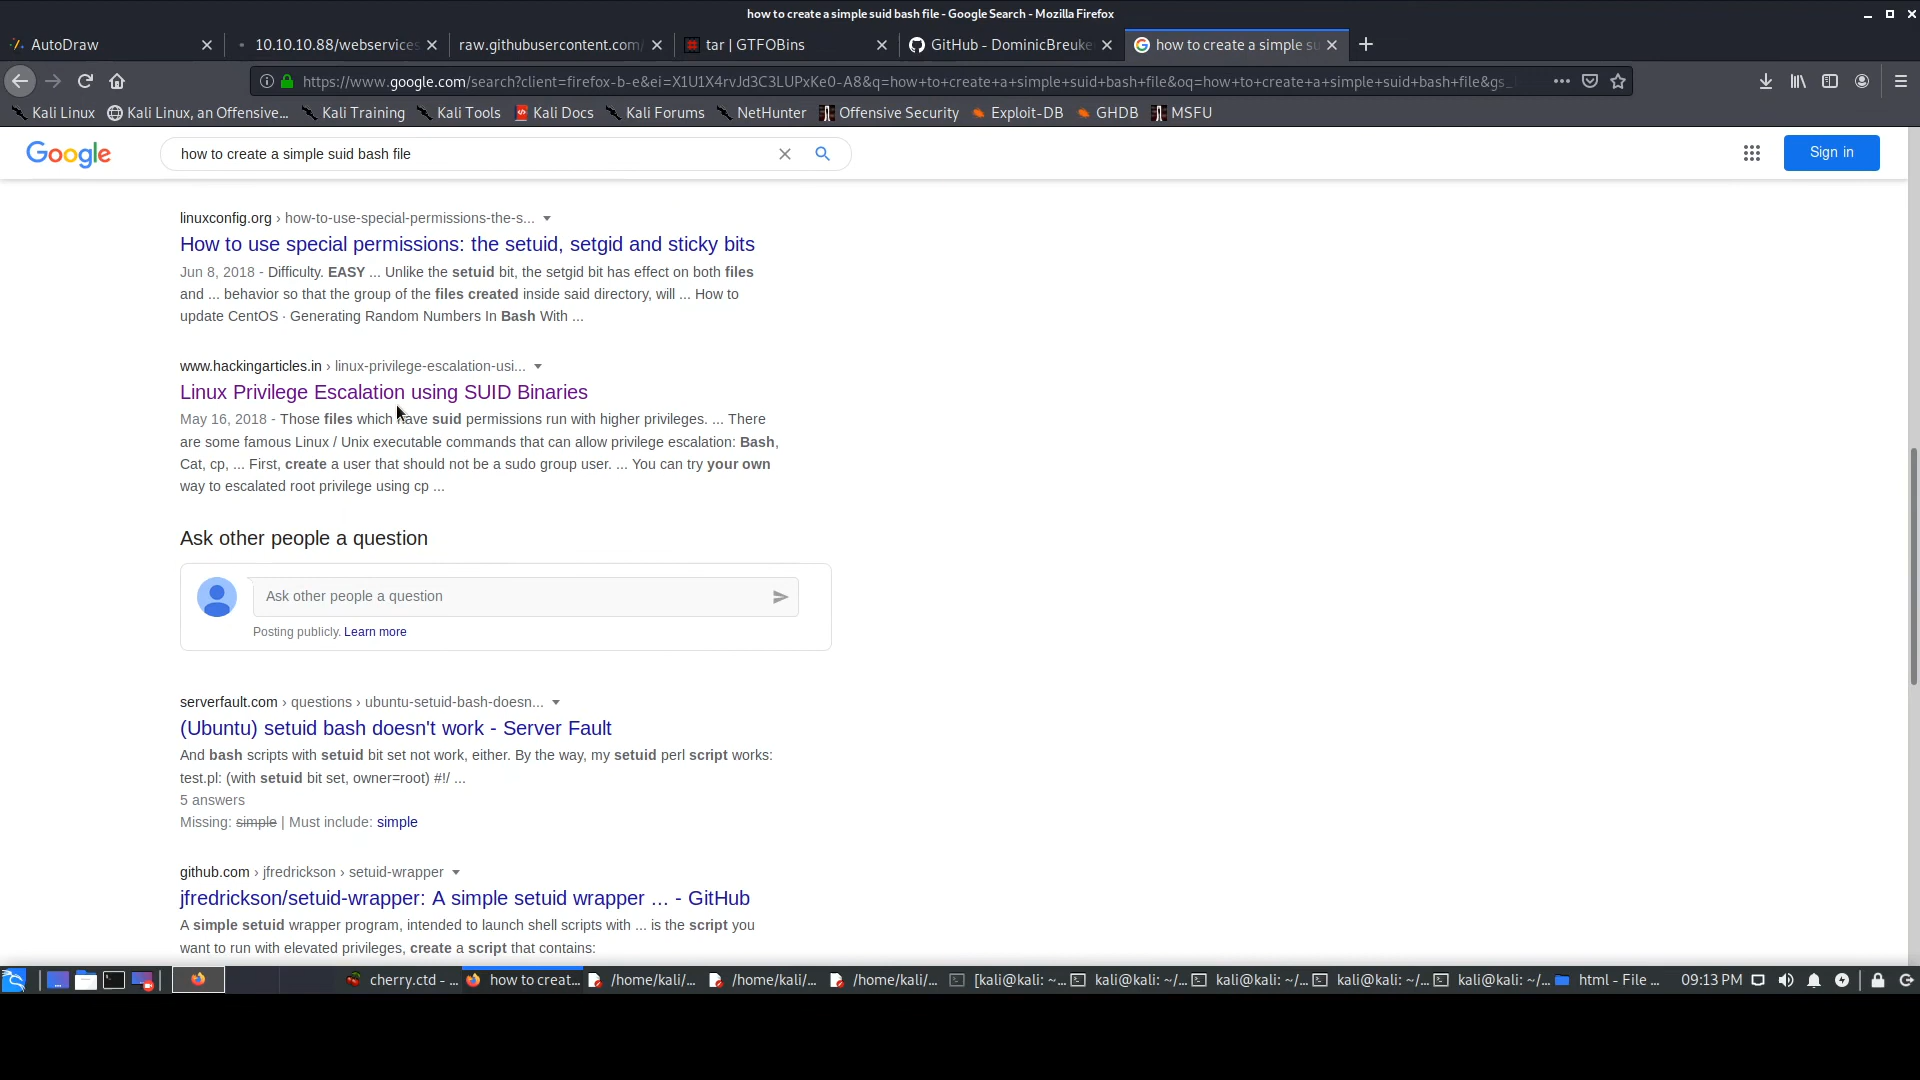 how to create a simple suid bash file - Google Search - Mozilla Firefox
AutoDraw
10.10.10.88/webservices
raw.githubusercontent.com
tar | GTFOBins
GitHub - DominicBreuke
how to create a simple su
https://www.google.com/search?client=firefox-b-e&ei=X1U1X4rvJd3C3LUPxKe0-A8&q=how+to+create+a+simple+suid+bash+file&oq=how+to+create+a+simple+suid+bash+file&gs_
Kali Linux
Kali Linux, an Offensive...
Kali Training
Kali Tools
Kali Docs
Kali Forums
NetHunter
Offensive Security
Exploit-DB
GHDB
MSFU
Google
how to create a simple suid bash file
Sign in
linuxconfig.org › how-to-use-special-permissions-the-s...
How to use special permissions: the setuid, setgid and sticky bits
Jun 8, 2018 - Difficulty. EASY ... Unlike the setuid bit, the setgid bit has effect on both files
and ... behavior so that the group of the files created inside said directory, will ... How to
update CentOS · Generating Random Numbers In Bash With ...
www.hackingarticles.in › linux-privilege-escalation-usi...
Linux Privilege Escalation using SUID Binaries
May 16, 2018 - Those files which have suid permissions run with higher privileges. ... There
are some famous Linux / Unix executable commands that can allow privilege escalation: Bash,
Cat, cp, ... First, create a user that should not be a sudo group user. ... You can try your own
way to escalated root privilege using cp ...
Ask other people a question
Ask other people a question
Posting publicly. Learn more
serverfault.com › questions › ubuntu-setuid-bash-doesn...
(Ubuntu) setuid bash doesn't work - Server Fault
And bash scripts with setuid bit set not work, either. By the way, my setuid perl script works:
test.pl: (with setuid bit set, owner=root) #!/ ...
5 answers
Missing: simple | Must include: simple
github.com › jfredrickson › setuid-wrapper
jfredrickson/setuid-wrapper: A simple setuid wrapper ... - GitHub
A simple setuid wrapper program, intended to launch shell scripts with ... is the script you
want to run with elevated privileges, create a script that contains:
cherry.ctd - ...
how to creat...
/home/kali/...
/home/kali/...
/home/kali/...
[kali@kali: ~...
kali@kali: ~/...
kali@kali: ~/...
kali@kali: ~/...
kali@kali: ~/...
html - File ...
09:13 PM